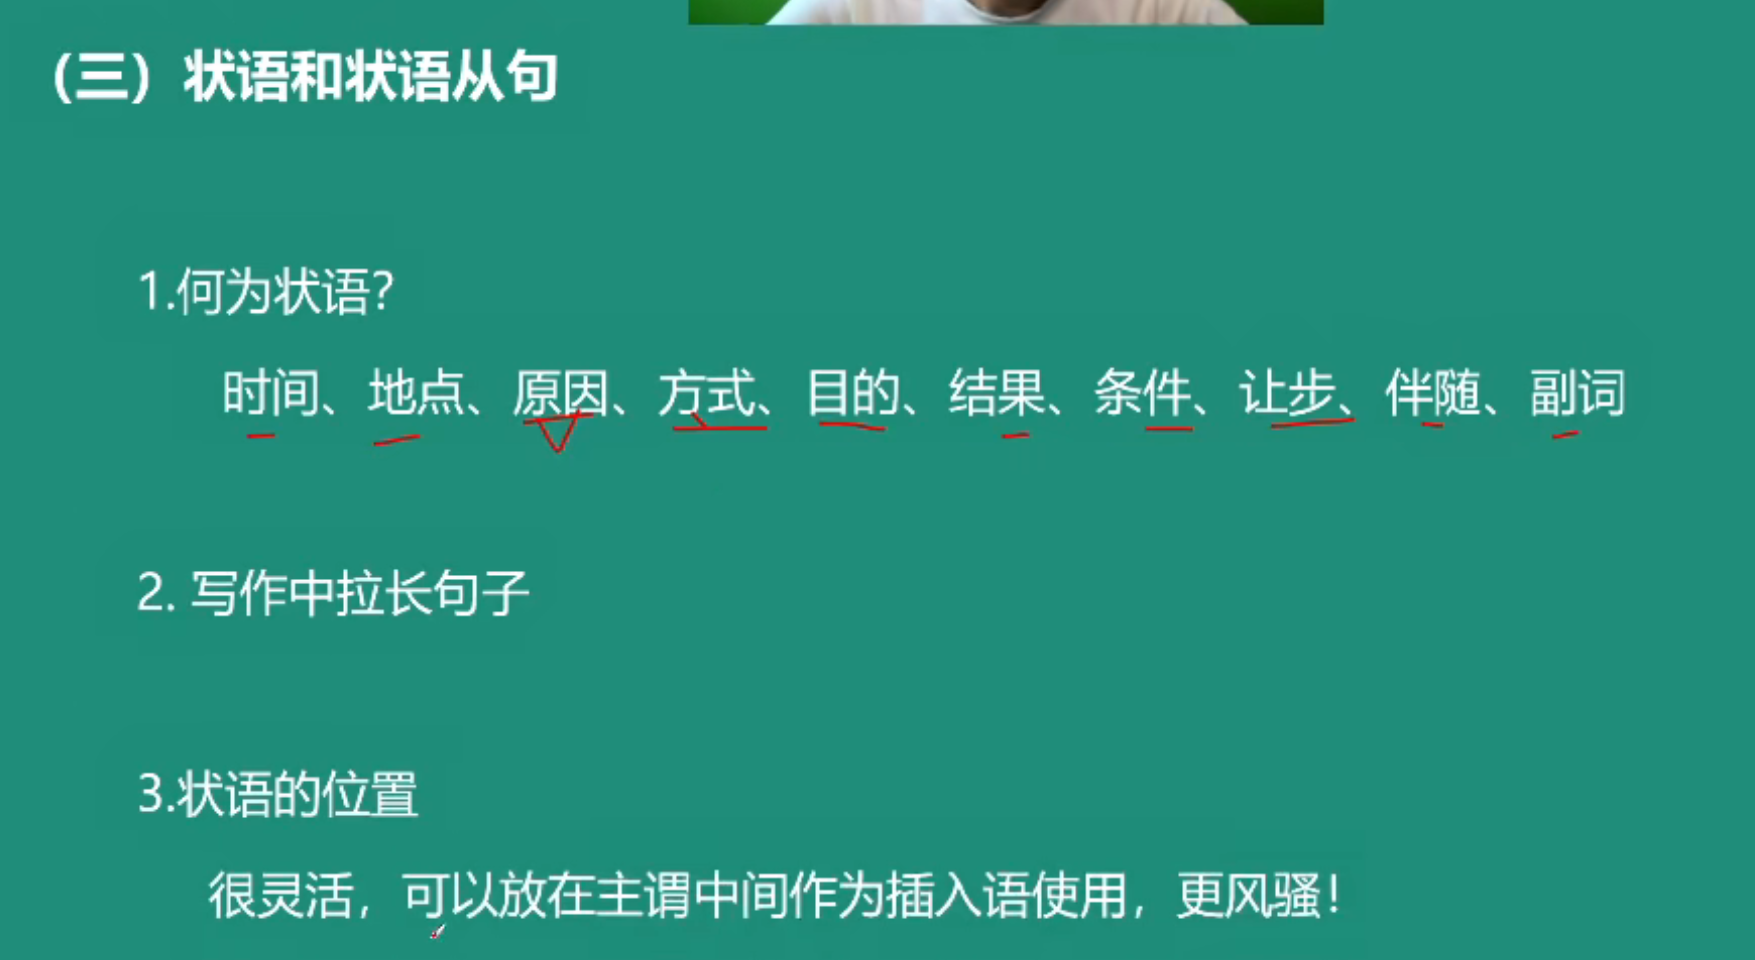 （三）状语和状语从句
1.何为状语?
时间、地点、原因、方式、目的、结果、条件、让步、伴随、副词
2. 写作中拉长句子
3.状语的位置
很灵活，可以放在主谓中间作为插入语使用，更风骚！